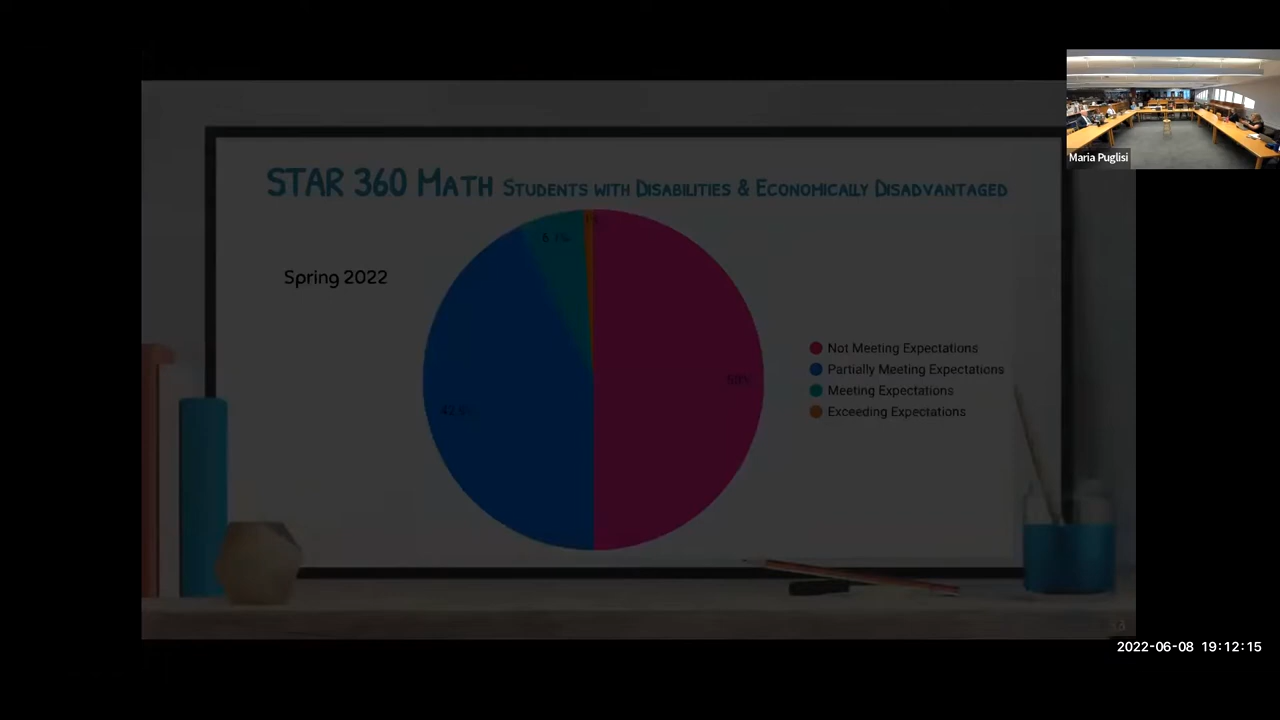 Maria Puglisi
STAR 360 MATH STUDENTS WITH DISABILITIES & ECONOMICALLY DISADVANTAGED
Spring 2022
Not Meeting Expectations
Partially Meeting Expectations
Meeting Expectations
Exceeding Expectations
2022-06-08 19:12:15